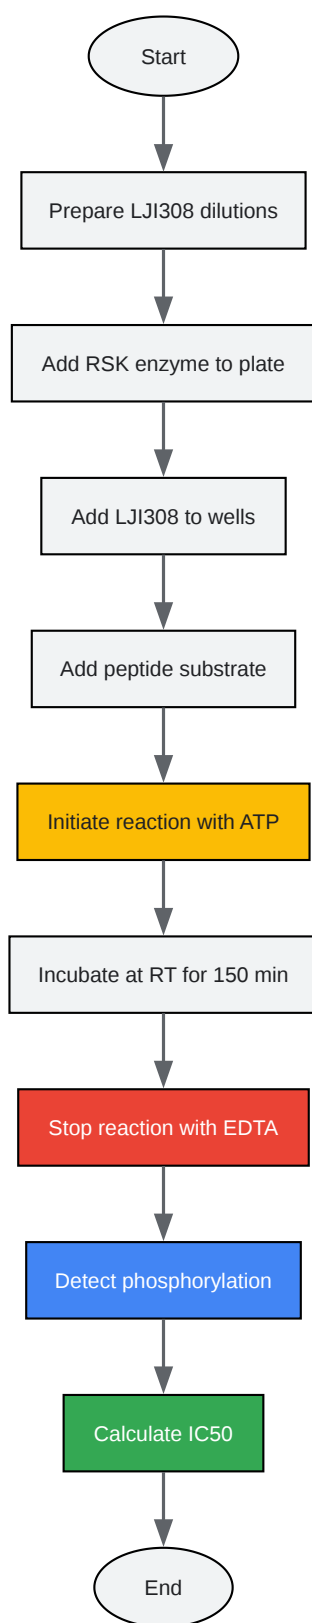 Start
Prepare LJI308 dilutions
Add RSK enzyme to plate
Add LJI308 to wells
Add peptide substrate
Initiate reaction with ATP
Incubate at RT for 150 min
Stop reaction with EDTA
Detect phosphorylation
Calculate IC50
End